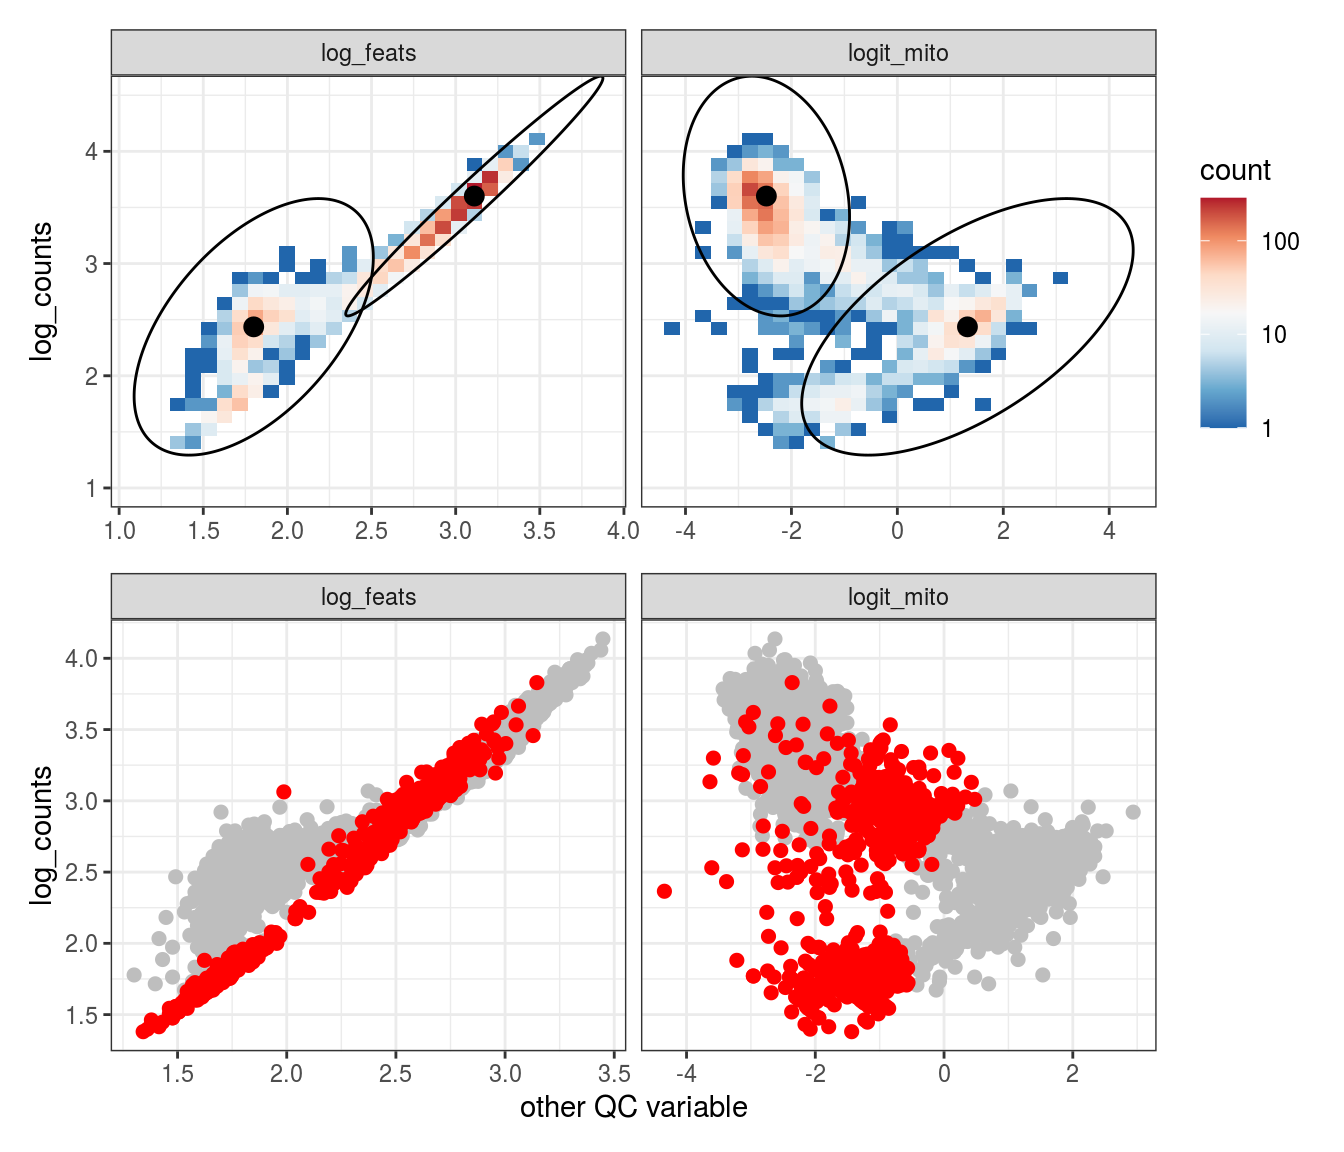 log_feats logit_mito
log_counts
4
3
2
1
1.0 1.5 2.0 2.5 3.0 3.5 4.0
-4 -2 0 2 4
count
100
10
1
log_feats logit_mito
log_counts
4.0
3.5
3.0
2.5
2.0
1.5
1.5 2.0 2.5 3.0 3.5
-4 -2 0 2
other QC variable